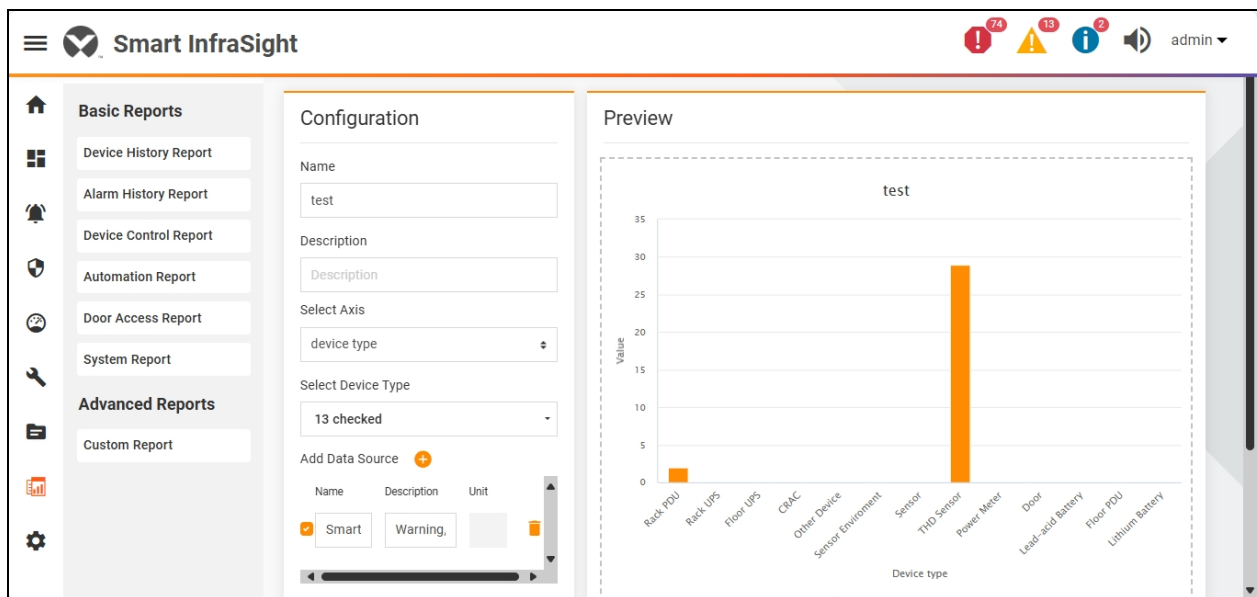 Smart InfraSight
74
13
2
admin
Basic Reports
Device History Report
Alarm History Report
Device Control Report
Automation Report
Door Access Report
System Report
Advanced Reports
Custom Report
Configuration
Name
test
Description
Description
Select Axis
device type
Select Device Type
13 checked
Add Data Source
Name Description Unit
Smart Warning,
Preview
test
35
30
25
20
15
10
5
0
Value
Rack PDU
Rack UPS
Floor UPS
CRAC
Other Device
Sensor Enviroment
Sensor
THD Sensor
Power Meter
Door
Lead-acid Battery
Floor PDU
Lithium Battery
Device type